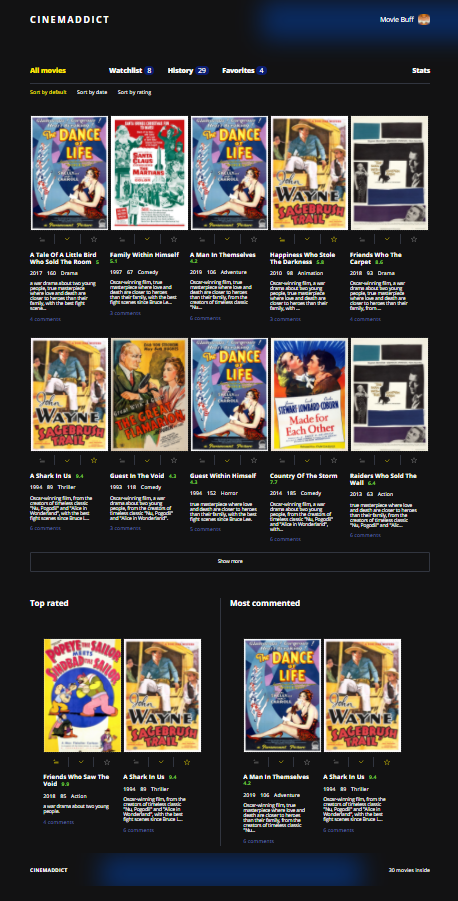 CINEMADDICT
Movie Buff
All movies
Watchlist 8
History 29
Favorites 4
Stats
Sort by default
Sort by date
Sort by rating
The DANCE of LIFE
SANTA CLAUS
MARTIANS
The DANCE of LIFE
John WAYNE
SAGEBRUSH TRAIL
A Tale Of A Little Bird
Who Sold The Room 5
2017 160 Drama
a war drama about two young
people, true masterpiece
where love and death are
closer to heroes than their
family, with the best fight
scene...
4 comments
Family Within Himself
5.1
1997 67 Comedy
Oscar-winning film, true
masterpiece where love and
death are closer to heroes
than their family, with the best
fight scenes since Bruce L...
3 comments
A Man In Themselves
4.2
2019 106 Adventure
Oscar-winning film, true
masterpiece where love and
death are closer to heroes
than their family, with the best
fight scenes since Bruce Le...
Happiness Who Stole
The Darkness 5.8
2010 98 Animation
Oscar-winning film, a war
drama about two young
people, true masterpiece
where love and death are
closer to heroes than their
family, with ...
3 comments
Friends Who The
Carpet 8.6
2018 93 Drama
Oscar-winning film, a war
drama about two young
people, true masterpiece
where love and death are
closer to heroes than their
family, from ...
4 comments
John WAYNE
SAGEBRUSH TRAIL
THE GREAT FLAMARION
The DANCE of LIFE
STEWART LOMBARD COBURN
Made for Each Other
A Shark In Us 9.4
1994 89 Thriller
Oscar-winning film, from the
creators of timeless classic
"Nu, Pogodi!" and "Alice in
Wonderland", with the best
fight scenes since Bruce L...
6 comments
Guest In The Void 4.3
1993 118 Comedy
Oscar-winning film, a war
drama about two young
people, from the creators of
timeless classic "Nu, Pogodi!"
and "Alice in Wonderland".
3 comments
Guest Within Himself
4.3
1994 152 Horror
true masterpiece where love
and death are closer to heroes
than their family, with the best
fight scenes since Bruce Lee.
5 comments
Country Of The Storm
7.7
2014 185 Comedy
Oscar-winning film, a war
drama about two young
people, from the creators of
timeless classic "Nu, Pogodi!"
and "Alice in Wonderland",
with...
6 comments
Raiders Who Sold The
Wall 6.4
2013 63 Action
true masterpiece where love
and death are closer to heroes
than their family, from the
creators of timeless classic
"Nu, Pogodi!" and "Alic...
6 comments
Show more
Top rated
Most commented
POPEYE THE SAILOR
MEETS
SINDBAD THE SAILOR
John WAYNE
SAGEBRUSH TRAIL
The DANCE of LIFE
John WAYNE
SAGEBRUSH TRAIL
Friends Who Saw The
Void 9.9
2018 85 Action
a war drama about two young
people.
4 comments
A Shark In Us 9.4
1994 89 Thriller
Oscar-winning film, from the
creators of timeless classic
"Nu, Pogodi!" and "Alice in
Wonderland", with the best
fight scenes since Bruce L...
6 comments
A Man In Themselves
4.2
2019 106 Adventure
Oscar-winning film, true
masterpiece where love and
death are closer to heroes
than their family, from the
creators of timeless classic
"Nu...
6 comments
A Shark In Us 9.4
1994 89 Thriller
Oscar-winning film, from the
creators of timeless classic
"Nu, Pogodi!" and "Alice in
Wonderland", with the best
fight scenes since Bruce L...
6 comments
CINEMADDICT
30 movies inside